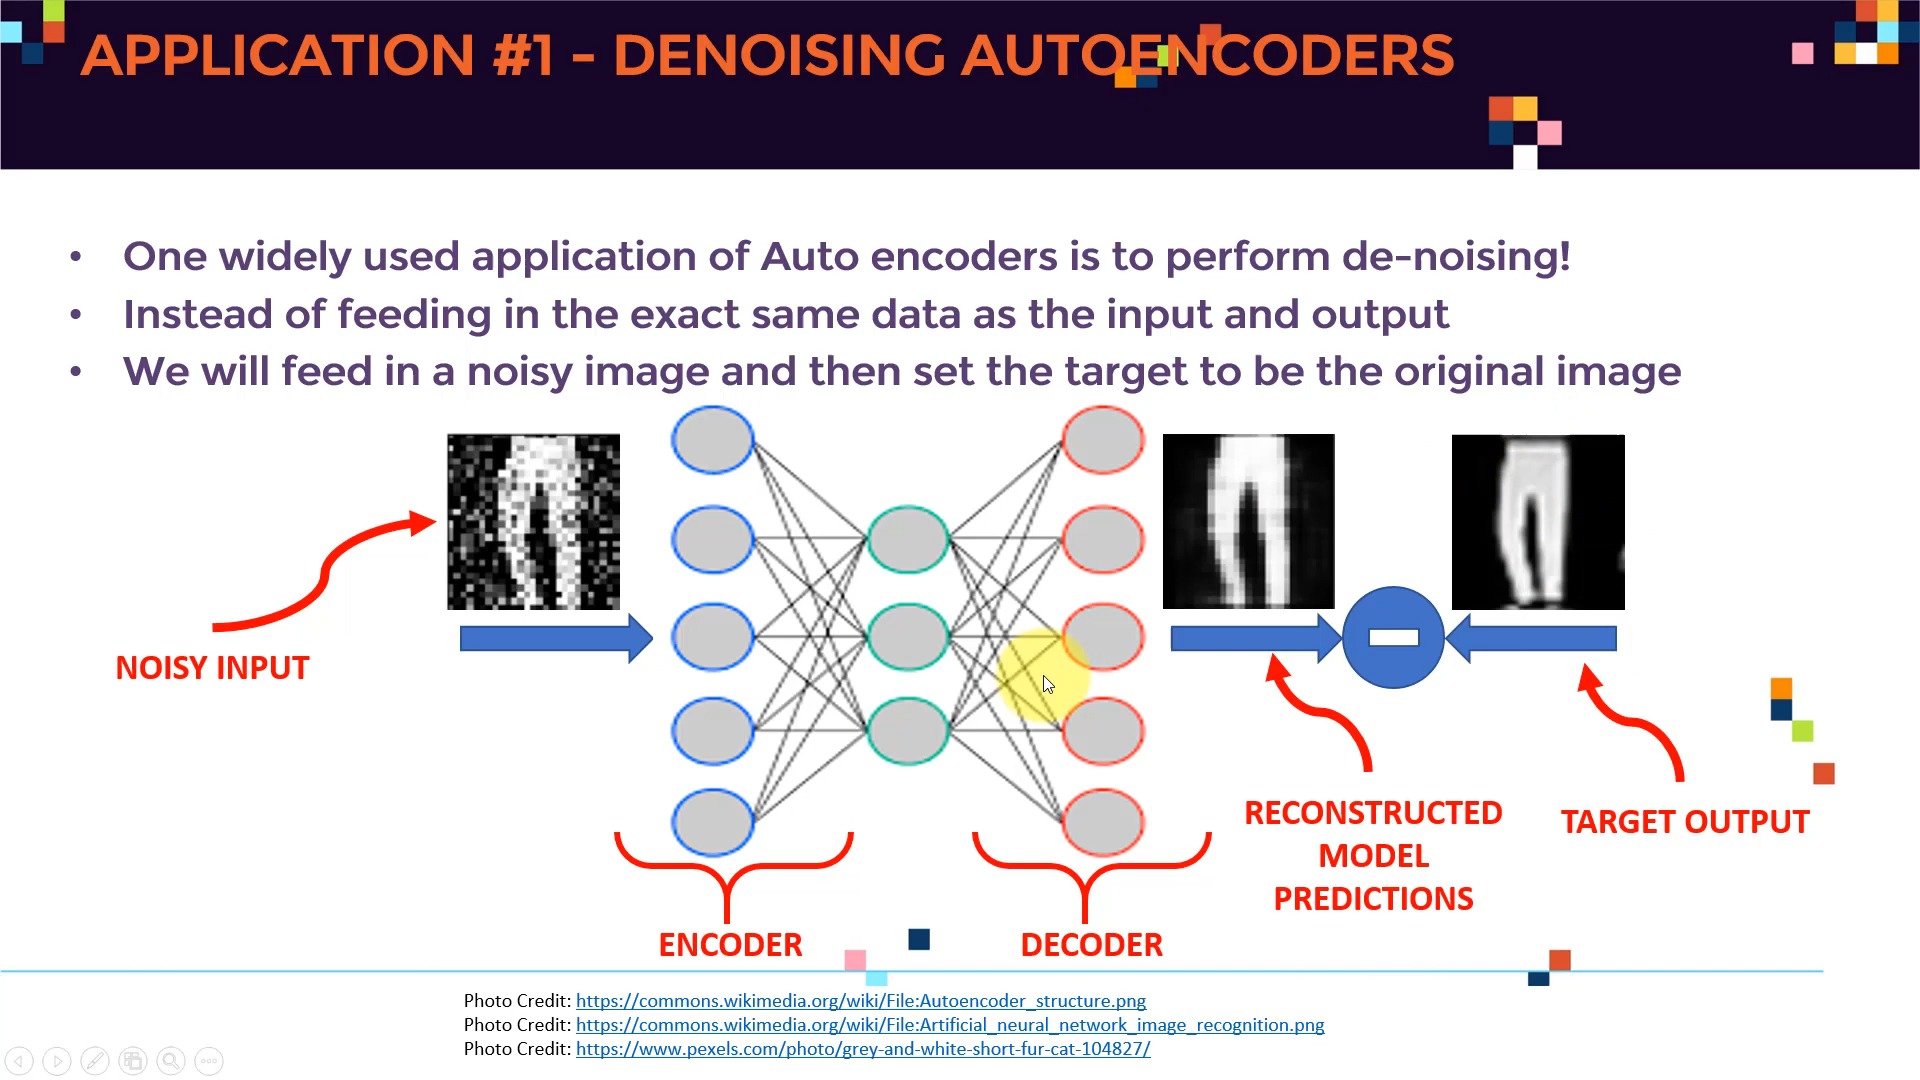 APPLICATION #1 - DENOISING AUTOENCODERS
• One widely used application of Auto encoders is to perform de-noising!
• Instead of feeding in the exact same data as the input and output
• We will feed in a noisy image and then set the target to be the original image
NOISY INPUT
ENCODER
DECODER
RECONSTRUCTED
MODEL
PREDICTIONS
TARGET OUTPUT
Photo Credit: https://commons.wikimedia.org/wiki/File:Autoencoder_structure.png
Photo Credit: https://commons.wikimedia.org/wiki/File:Artificial_neural_network_image_recognition.png
Photo Credit: https://www.pexels.com/photo/grey-and-white-short-fur-cat-104827/